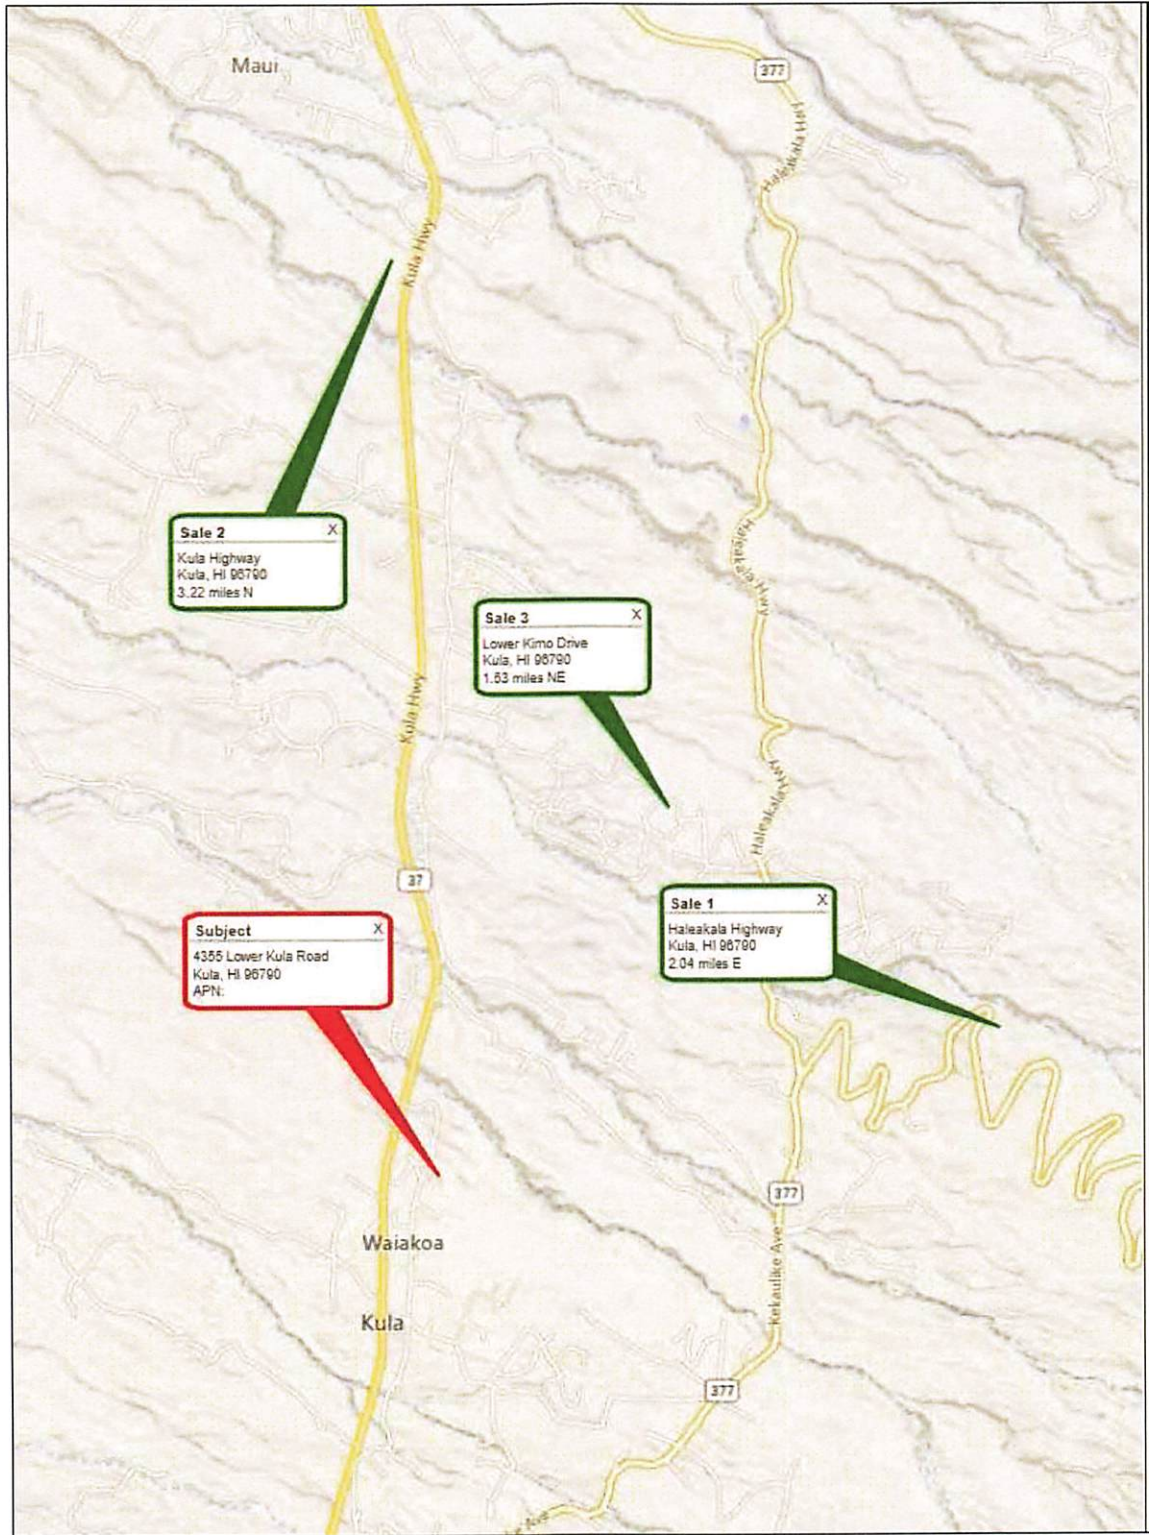 Maui
377
Haleakala Hwy
Kula Hwy
Sale 2 X
Kula Highway
Kula, HI 96790
3.22 miles N
Haleakala Hwy
Sale 3 X
Lower Kimo Drive
Kula, HI 96790
1.53 miles NE
Kula Hwy
Haleakala Hwy
37
Sale 1 X
Haleakala Highway
Kula, HI 96790
2.04 miles E
Subject X
4355 Lower Kula Road
Kula, HI 96790
APN:
377
Waiakoa
Kekaulike Ave
Kula
377
Ave